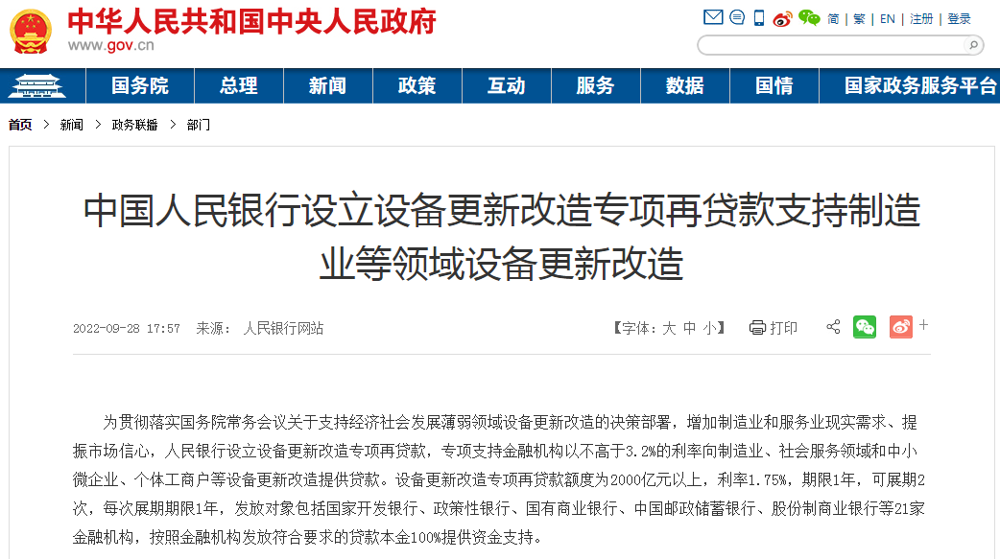 中华人民共和国中央人民政府
www.gov.cn
简 | 繁 | EN | 注册 | 登录
国务院 总理 新闻 政策 互动 服务 数据 国情 国家政务服务平台
首页 > 新闻 > 政务联播 > 部门
中国人民银行设立设备更新改造专项再贷款支持制造
业等领域设备更新改造
2022-09-28 17:57 来源： 人民银行网站 【字体：大 中 小】 打印 +
为贯彻落实国务院常务会议关于支持经济社会发展薄弱领域设备更新改造的决策部署，增加制造业和服务业现实需求、提
振市场信心，人民银行设立设备更新改造专项再贷款，专项支持金融机构以不高于3.2%的利率向制造业、社会服务领域和中小
微企业、个体工商户等设备更新改造提供贷款。设备更新改造专项再贷款额度为2000亿元以上，利率1.75%，期限1年，可展期2
次，每次展期期限1年，发放对象包括国家开发银行、政策性银行、国有商业银行、中国邮政储蓄银行、股份制商业银行等21家
金融机构，按照金融机构发放符合要求的贷款本金100%提供资金支持。